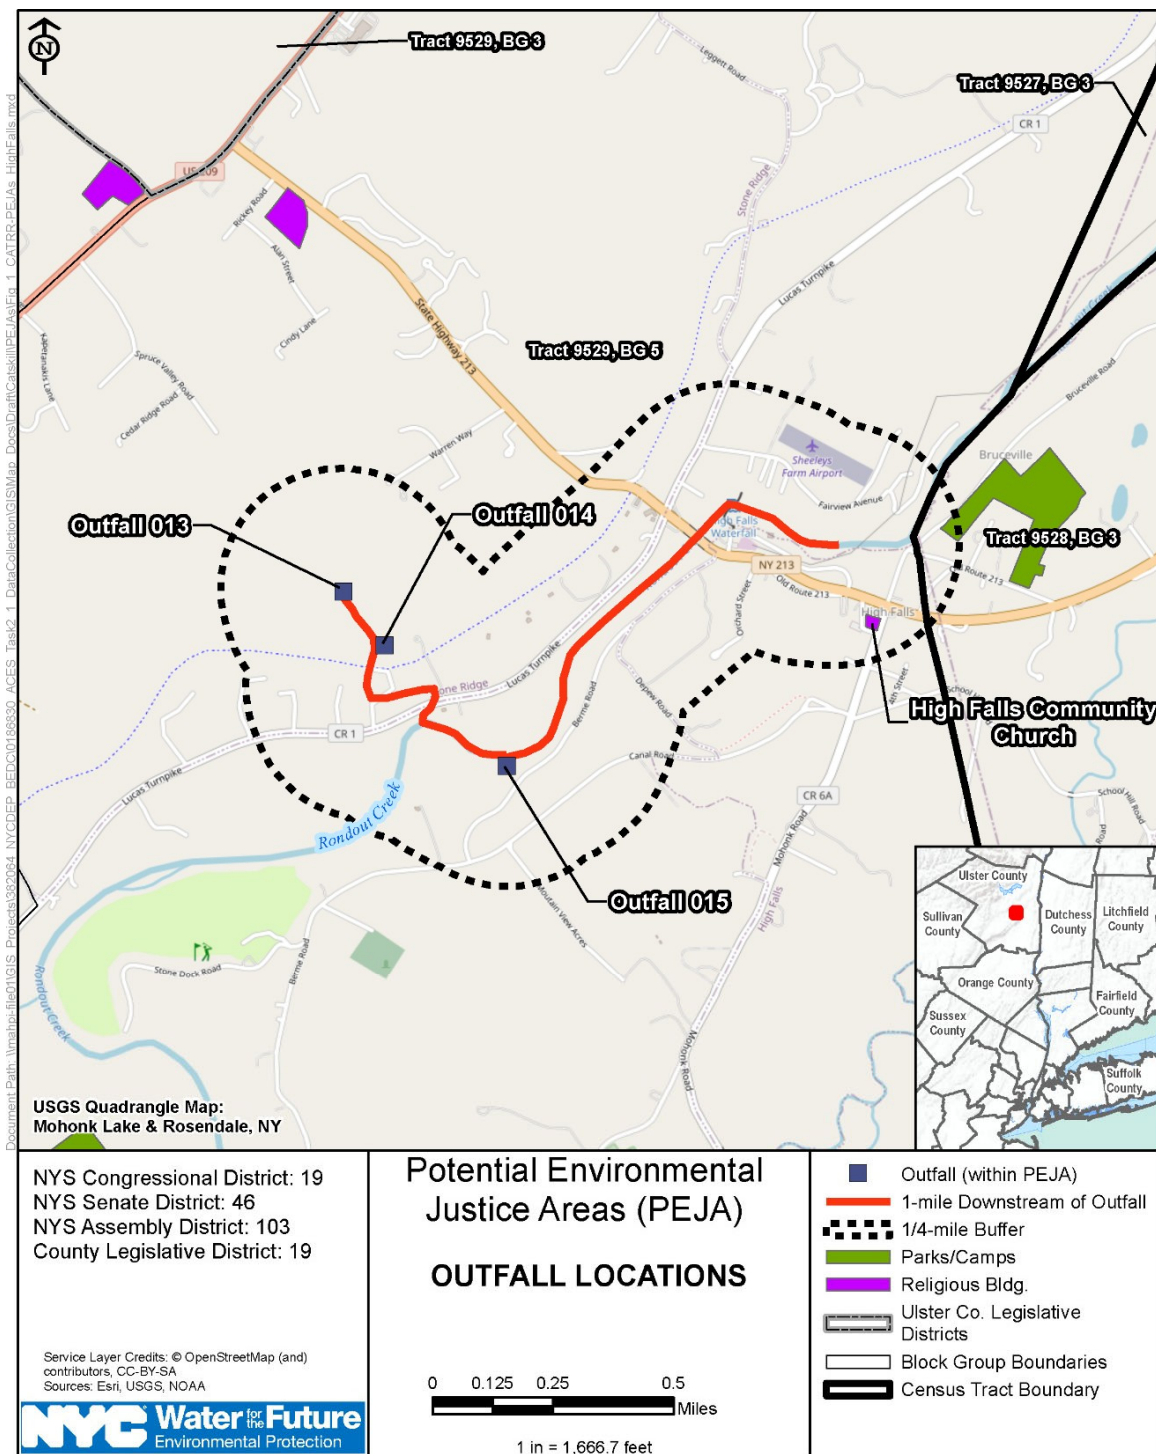 N
Tract 9529, BG 3
Leggett Road
Tract 9527, BG 3
CR 1
US 209
Rickey Road
Stone Ridge
Alan Street
Lucas Turnpike
State Highway 213
Cindy Lane
Tract 9529, BG 5
Spruce Valley Road
Cedar Ridge Road
Bruceville Road
Warren Way
Sheeleys
Farm Airport
Bruceville
Fairview Avenue
Outfall 013
Outfall 014
High Falls
Waterfall
Tract 9528, BG 3
NY 213
Old Route 213
Old Route 213
Orchard Street
High Falls
Lucas Turnpike
Stone Ridge
Berme Road
Depew Road
4th Street
High Falls Community
Church
CR 1
Canal Road
Lucas Turnpike
CR 6A
School Hill Road
Rondout Creek
Mohonk Road
High Falls
Outfall 015
Moutain View Acres
Stone Dock Road
Berme Road
Rondout Creek
Mohonk Road
Ulster County
Sullivan
County
Dutchess
County
Litchfield
County
Orange County
Fairfield
County
Sussex
County
Suffolk
County
USGS Quadrangle Map:
Mohonk Lake & Rosendale, NY
NYS Congressional District: 19
NYS Senate District: 46
NYS Assembly District: 103
County Legislative District: 19
Service Layer Credits: © OpenStreetMap (and)
contributors, CC-BY-SA
Sources: Esri, USGS, NOAA
NYC Water for the Future
Environmental Protection
Potential Environmental
Justice Areas (PEJA)
OUTFALL LOCATIONS
0 0.125 0.25 0.5
Miles
1 in = 1,666.7 feet
Outfall (within PEJA)
1-mile Downstream of Outfall
1/4-mile Buffer
Parks/Camps
Religious Bldg.
Ulster Co. Legislative
Districts
Block Group Boundaries
Census Tract Boundary